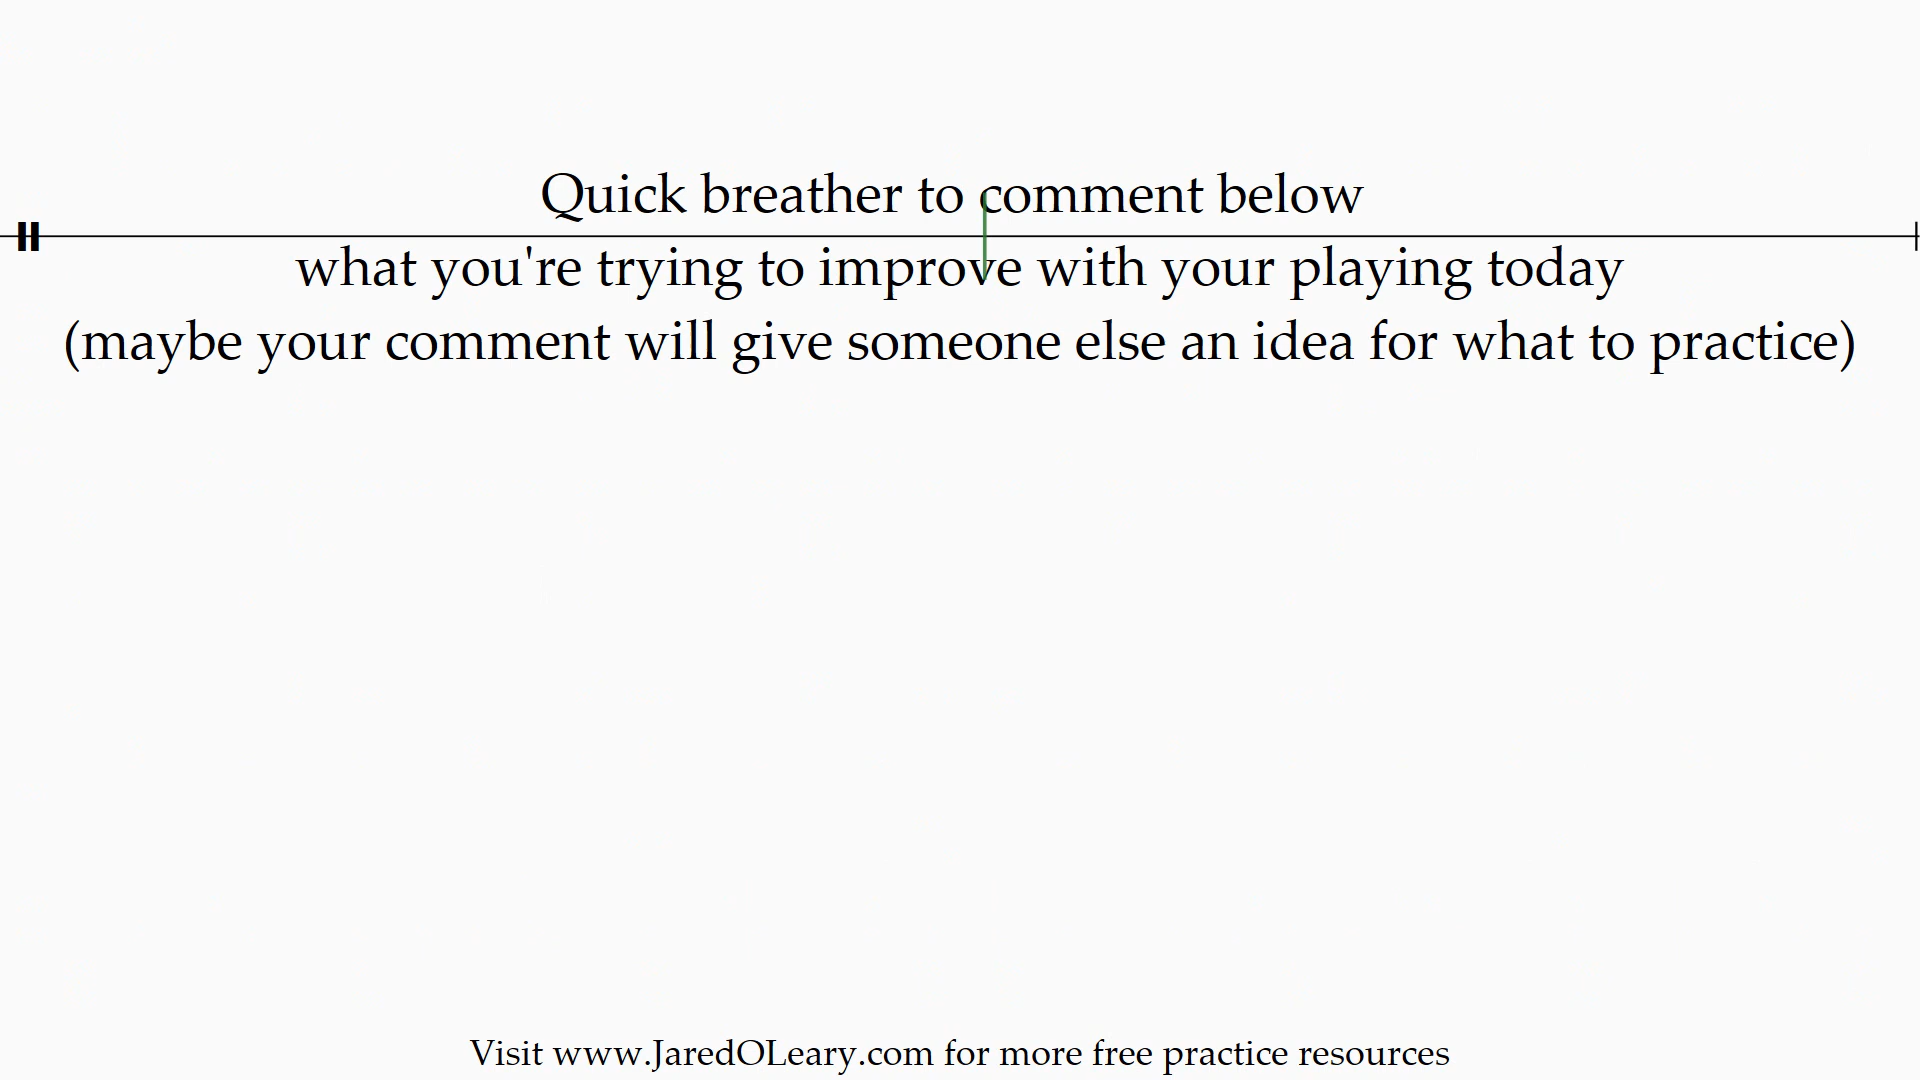 Quick breather to comment below
what you're trying to improve with your playing today
(maybe your comment will give someone else an idea for what to practice)
Visit www.JaredOLeary.com for more free practice resources